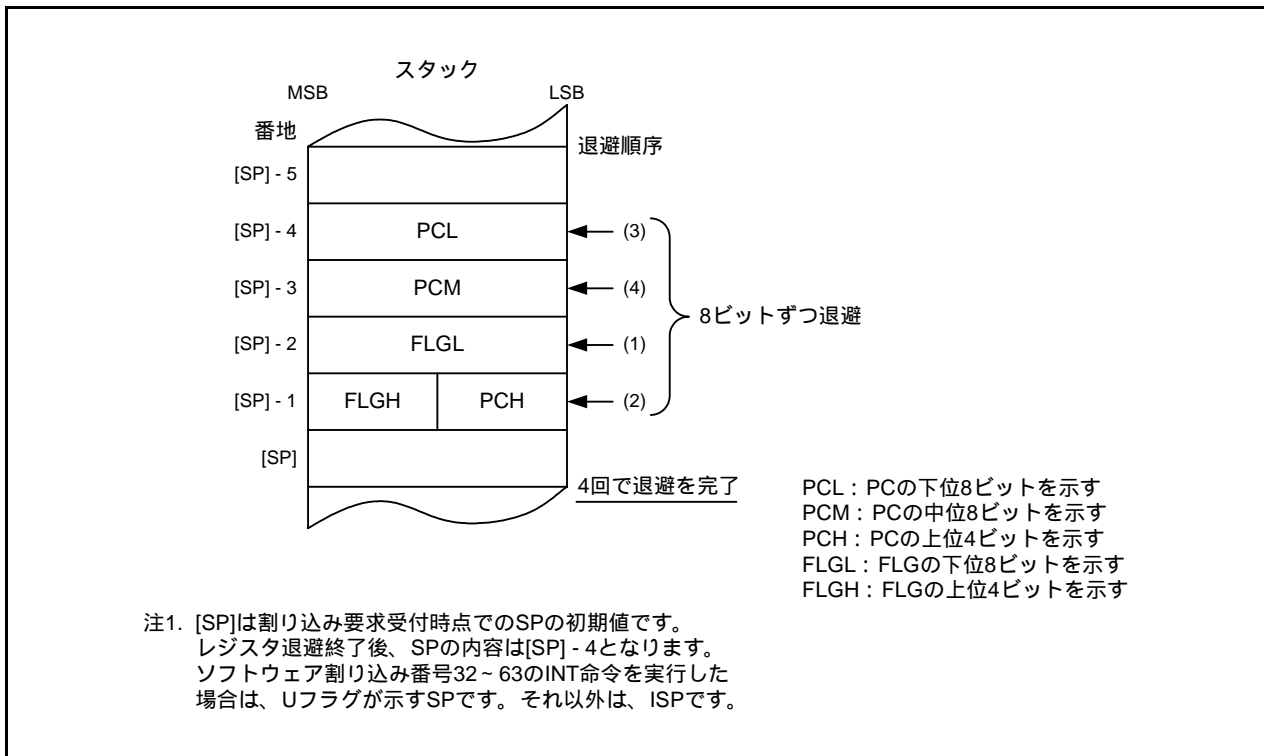 スタック
MSB LSB
番地 退避順序
[SP] - 5
[SP] - 4 PCL (3)
[SP] - 3 PCM (4)
8ビットずつ退避
[SP] - 2 FLGL (1)
[SP] - 1 FLGH PCH (2)
[SP]
4回で退避を完了
PCL：PCの下位8ビットを示す
PCM：PCの中位8ビットを示す
PCH：PCの上位4ビットを示す
FLGL：FLGの下位8ビットを示す
FLGH：FLGの上位4ビットを示す
注1. [SP]は割り込み要求受付時点でのSPの初期値です。
レジスタ退避終了後、SPの内容は[SP] - 4となります。
ソフトウェア割り込み番号32～63のINT命令を実行した
場合は、Uフラグが示すSPです。それ以外は、ISPです。